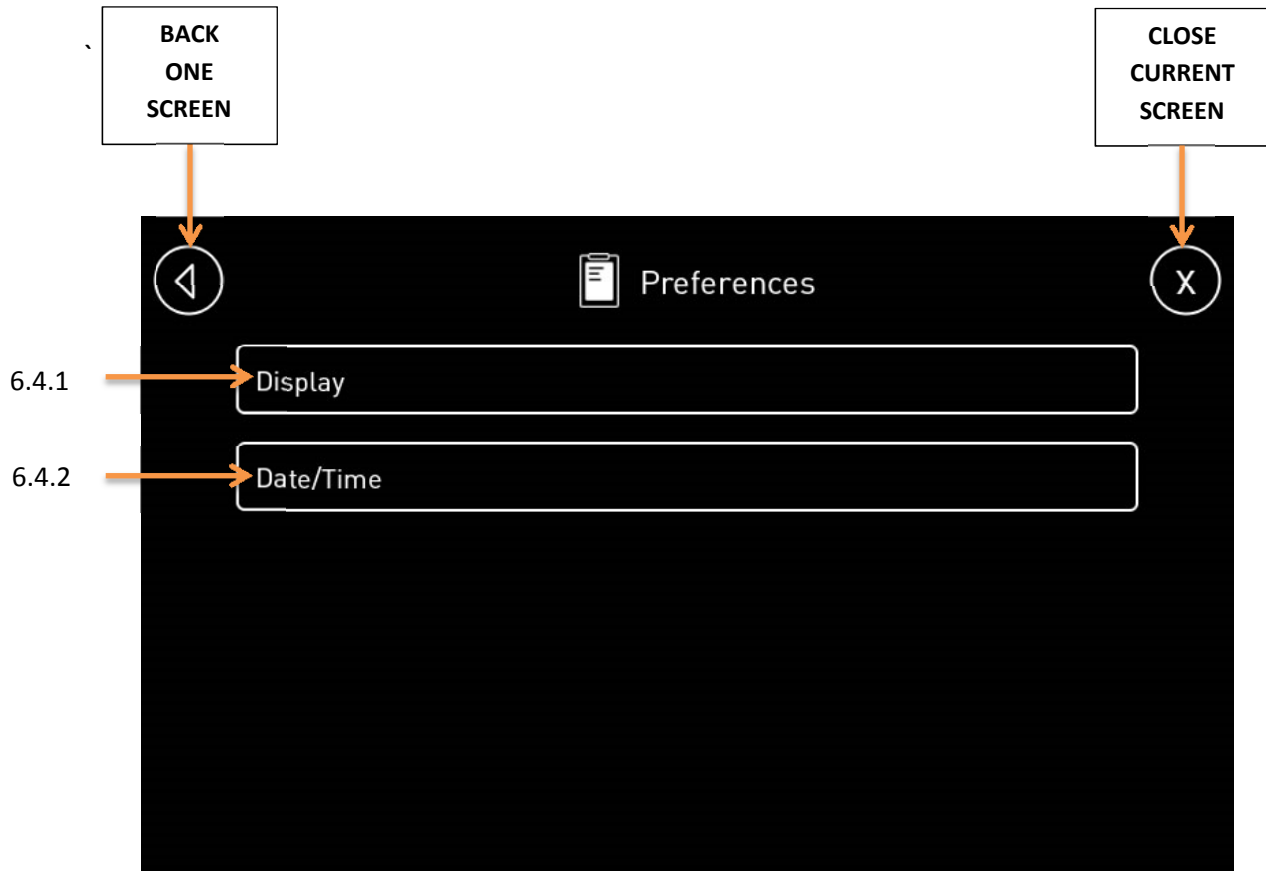 `
BACK
ONE
SCREEN
CLOSE
CURRENT
SCREEN
Preferences
X
6.4.1
Display
6.4.2
Date/Time